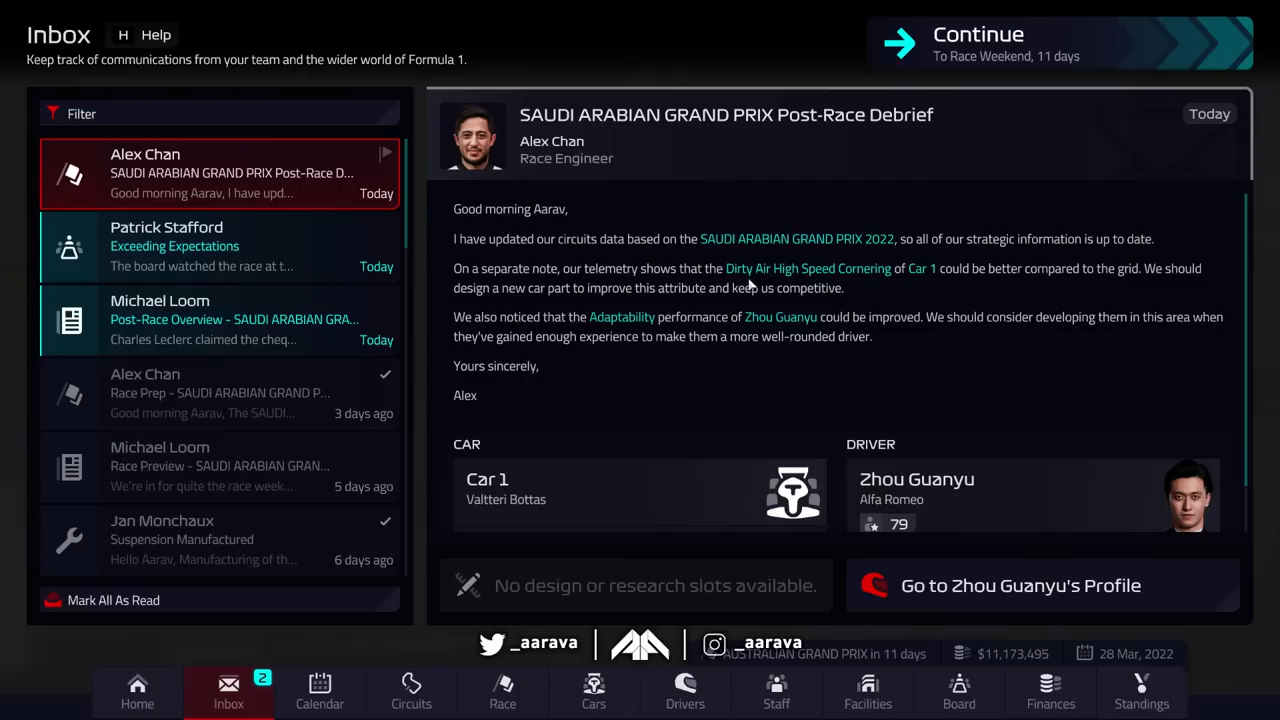 Inbox
H Help
Keep track of communications from your team and the wider world of Formula 1.
Continue
To Race Weekend, 11 days
Filter
Alex Chan
SAUDI ARABIAN GRAND PRIX Post-Race D...
Good morning Aarav, I have upd...
Today
Patrick Stafford
Exceeding Expectations
The board watched the race at t...
Today
Michael Loom
Post-Race Overview - SAUDI ARABIAN GRA...
Charles Leclerc claimed the cheq...
Today
Alex Chan
Race Prep - SAUDI ARABIAN GRAND P...
Good morning Aarav, The SAUDI...
3 days ago
Michael Loom
Race Preview - SAUDI ARABIAN GRAN...
We're in for quite the race week...
5 days ago
Jan Monchaux
Suspension Manufactured
Hello Aarav, Manufacturing of th...
6 days ago
Mark All As Read
SAUDI ARABIAN GRAND PRIX Post-Race Debrief
Today
Alex Chan
Race Engineer
Good morning Aarav,
I have updated our circuits data based on the SAUDI ARABIAN GRAND PRIX 2022, so all of our strategic information is up to date.
On a separate note, our telemetry shows that the Dirty Air High Speed Cornering of Car 1 could be better compared to the grid. We should
design a new car part to improve this attribute and keep us competitive.
We also noticed that the Adaptability performance of Zhou Guanyu could be improved. We should consider developing them in this area when
they've gained enough experience to make them a more well-rounded driver.
Yours sincerely,
Alex
CAR
Car 1
Valtteri Bottas
DRIVER
Zhou Guanyu
Alfa Romeo
79
No design or research slots available.
Go to Zhou Guanyu's Profile
_aarava
_aarava
AUSTRALIAN GRAND PRIX in 11 days
$11,173,495
28 Mar, 2022
Home
Inbox
2
Calendar
Circuits
Race
Cars
Drivers
Staff
Facilities
Board
Finances
Standings